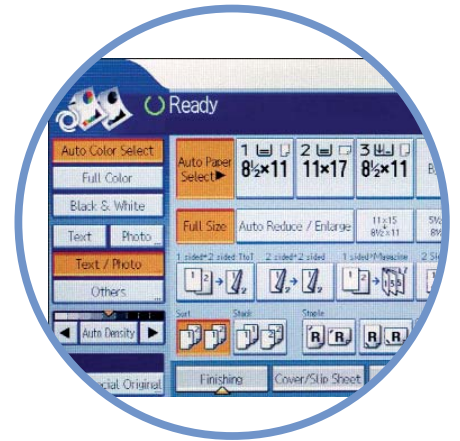 Ready
Auto Color Select
Full Color
Black & White
Text Photo
Text / Photo
Others
Auto Density
Special Original
Auto Paper Select▶
1 8½×11
2 11×17
3 8½×11
Full Size Auto Reduce / Enlarge 11×15 8½×11
1 sided→2 sided TtoT 2 sided→2 sided 1 sided→Magazine
Sort Stack Staple
Finishing Cover/Slip Sheet